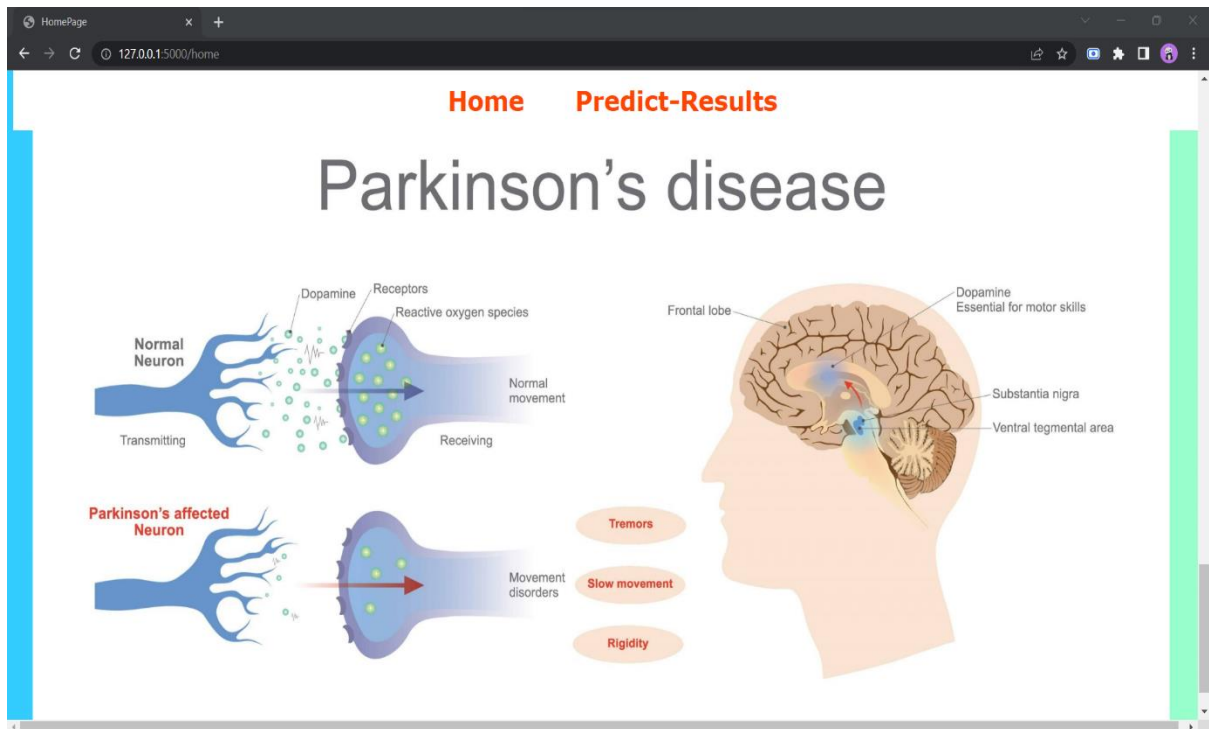 HomePage
127.0.0.1:5000/home
Home Predict-Results
Parkinson’s disease
Dopamine
Receptors
Reactive oxygen species
Normal
Neuron
Normal
movement
Transmitting
Receiving
Parkinson’s affected
Neuron
Movement
disorders
Tremors
Slow movement
Rigidity
Frontal lobe
Dopamine
Essential for motor skills
Substantia nigra
Ventral tegmental area